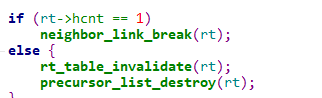 if (rt->hcnt == 1)
    neighbor_link_break(rt);
else {
    rt_table_invalidate(rt);
    precursor_list_destroy(rt);
}